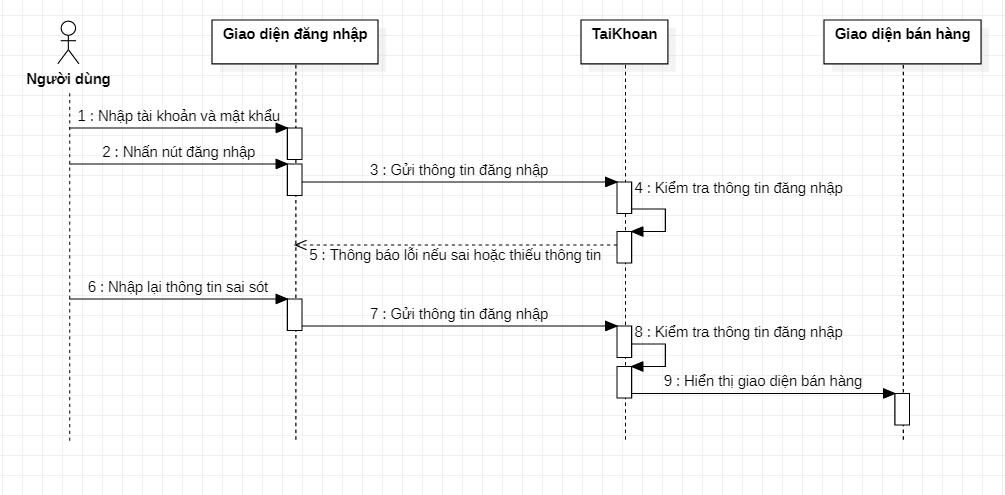 Giao diện đăng nhập
TaiKhoan
Giao diện bán hàng
Người dùng
1 : Nhập tài khoản và mật khẩu
2 : Nhấn nút đăng nhập
3 : Gửi thông tin đăng nhập
4 : Kiểm tra thông tin đăng nhập
5 : Thông báo lỗi nếu sai hoặc thiếu thông tin
6 : Nhập lại thông tin sai sót
7 : Gửi thông tin đăng nhập
8 : Kiểm tra thông tin đăng nhập
9 : Hiển thị giao diện bán hàng